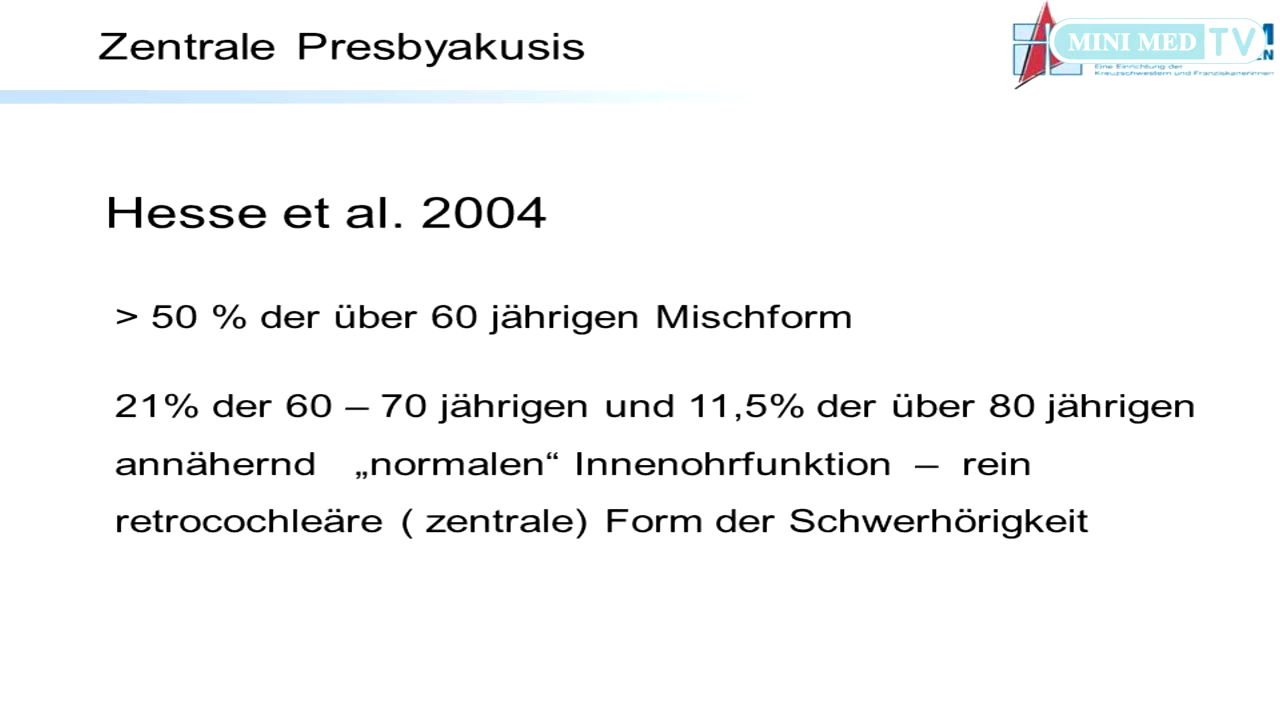 Zentrale Presbyakusis
MINI MED TV
Eine Einrichtung der
Kreuzschwestern und Franziskanerinnen
Hesse et al. 2004
> 50 % der über 60 jährigen Mischform
21% der 60 – 70 jährigen und 11,5% der über 80 jährigen
annähernd „normalen“ Innenohrfunktion – rein
retrocochleäre ( zentrale) Form der Schwerhörigkeit